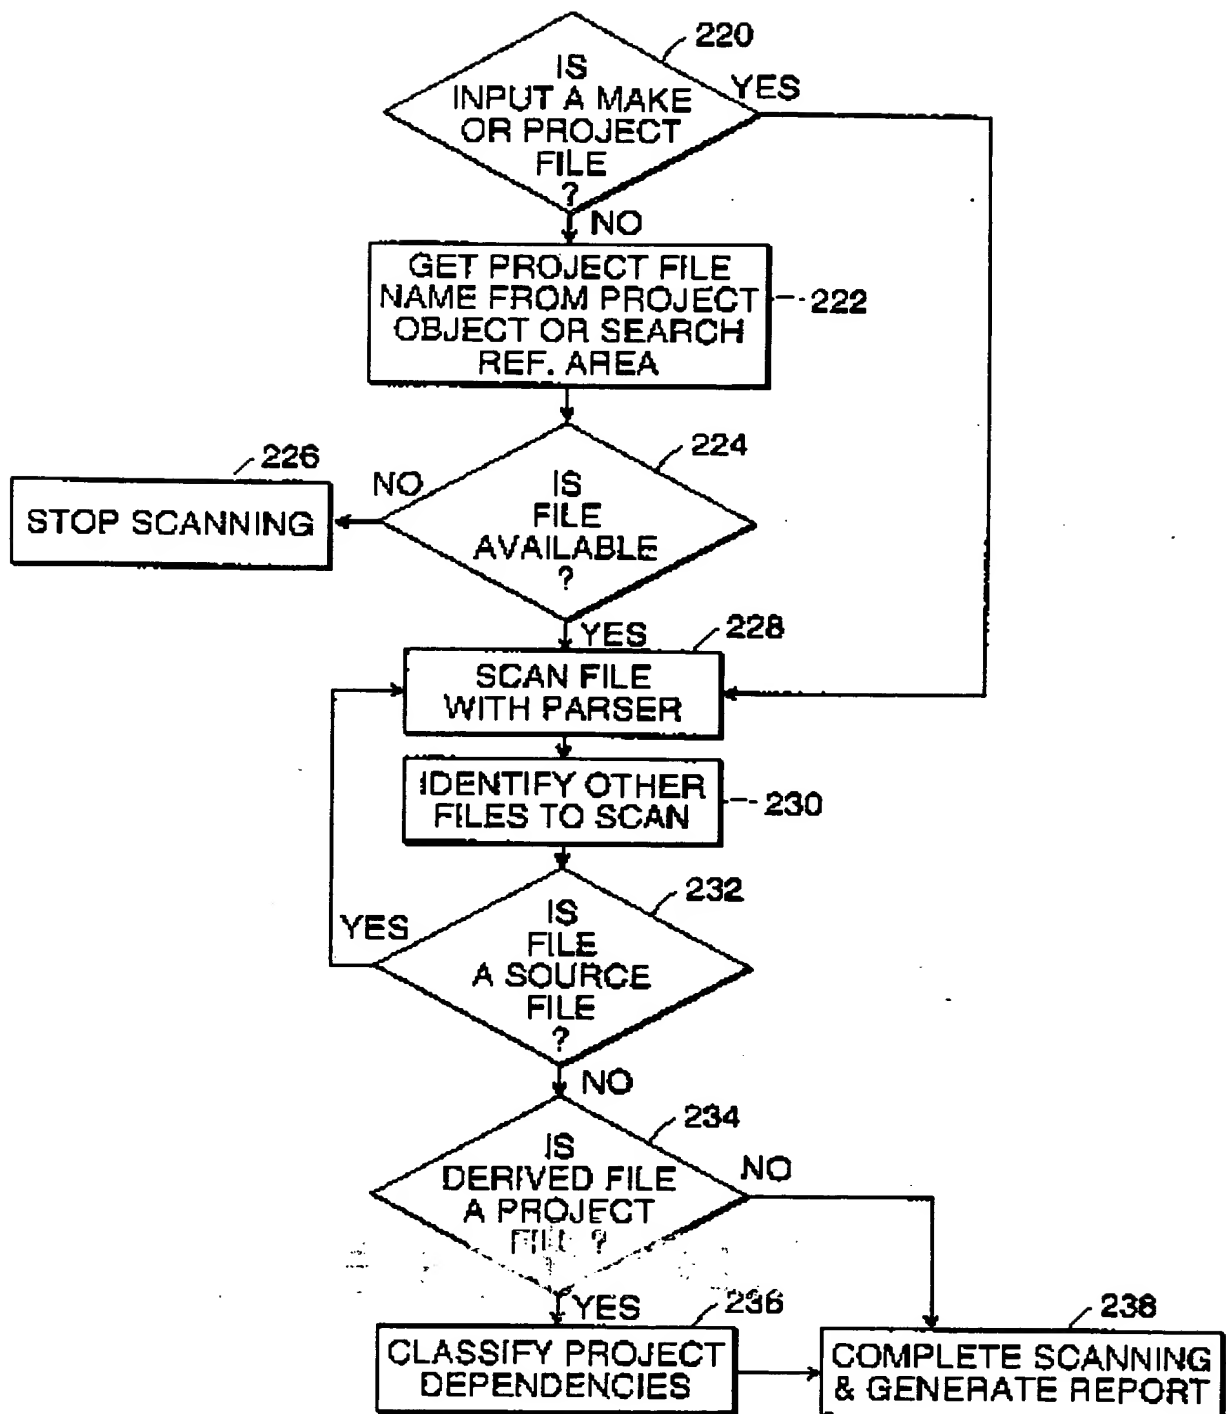 220
IS
INPUT A MAKE
OR PROJECT
FILE
?
YES
NO
GET PROJECT FILE
NAME FROM PROJECT
OBJECT OR SEARCH
REF. AREA
222
224
226
NO
IS
FILE
AVAILABLE
?
STOP SCANNING
YES
228
SCAN FILE
WITH PARSER
IDENTIFY OTHER
FILES TO SCAN
230
232
YES
IS
FILE
A SOURCE
FILE
?
NO
234
IS
DERIVED FILE
A PROJECT
FILE ?
NO
YES
236
238
CLASSIFY PROJECT
DEPENDENCIES
COMPLETE SCANNING
& GENERATE REPORT